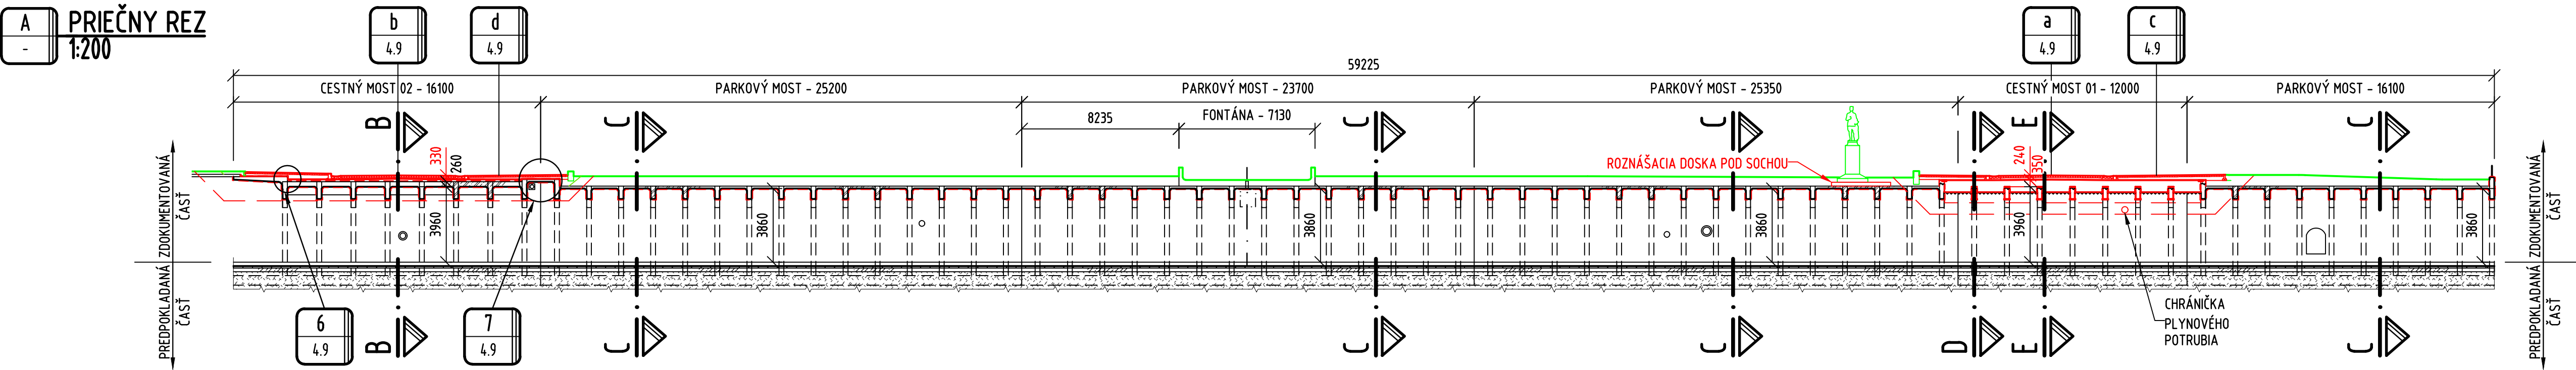 A
-
PRIEČNY REZ
1:200
b
4.9
d
4.9
a
4.9
c
4.9
59225
CESTNÝ MOST 02 - 16100
PARKOVÝ MOST - 25200
PARKOVÝ MOST - 23700
PARKOVÝ MOST - 25350
CESTNÝ MOST 01 - 12000
PARKOVÝ MOST - 16100
8235
FONTÁNA - 7130
B
C
C
C
E
C
330
260
240
350
ROZNÁŠACIA DOSKA POD SOCHOU
ZDOKUMENTOVANÁ
ČASŤ
3960
3860
3860
3860
3960
3860
ZDOKUMENTOVANÁ
ČASŤ
PREDPOKLADANÁ
ČASŤ
6
4.9
7
4.9
B
C
C
C
D
E
C
CHRÁNIČKA
PLYNOVÉHO
POTRUBIA
PREDPOKLADANÁ
ČASŤ